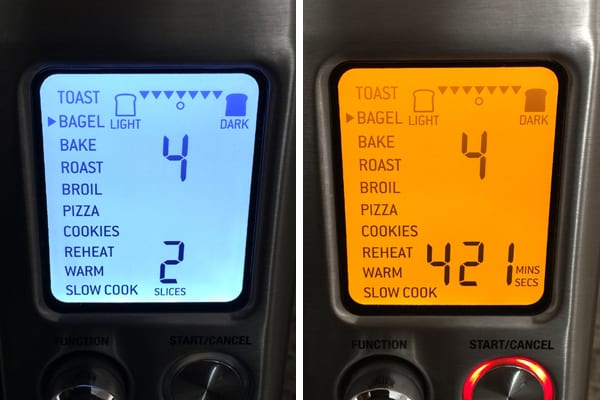 TOAST
BAGEL LIGHT DARK
BAKE 4
ROAST
BROIL
PIZZA
COOKIES
REHEAT 2
WARM
SLOW COOK SLICES
FUNCTION START/CANCEL
TOAST
BAGEL LIGHT DARK
BAKE 4
ROAST
BROIL
PIZZA
COOKIES
REHEAT 421 MINS
WARM SECS
SLOW COOK
FUNCTION START/CANCEL